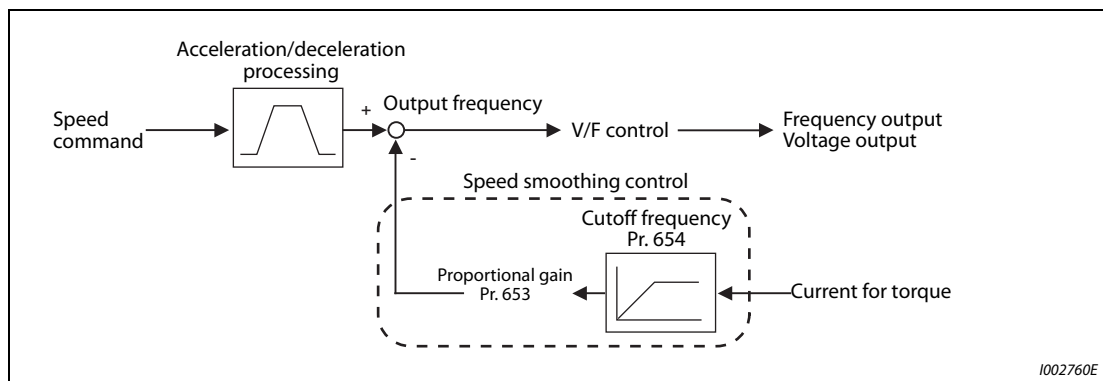 Acceleration/deceleration
processing
Speed
command
+
Output frequency
V/F control
Frequency output
Voltage output
-
Speed smoothing control
Cutoff frequency
Pr. 654
Proportional gain
Pr. 653
Current for torque
I002760E